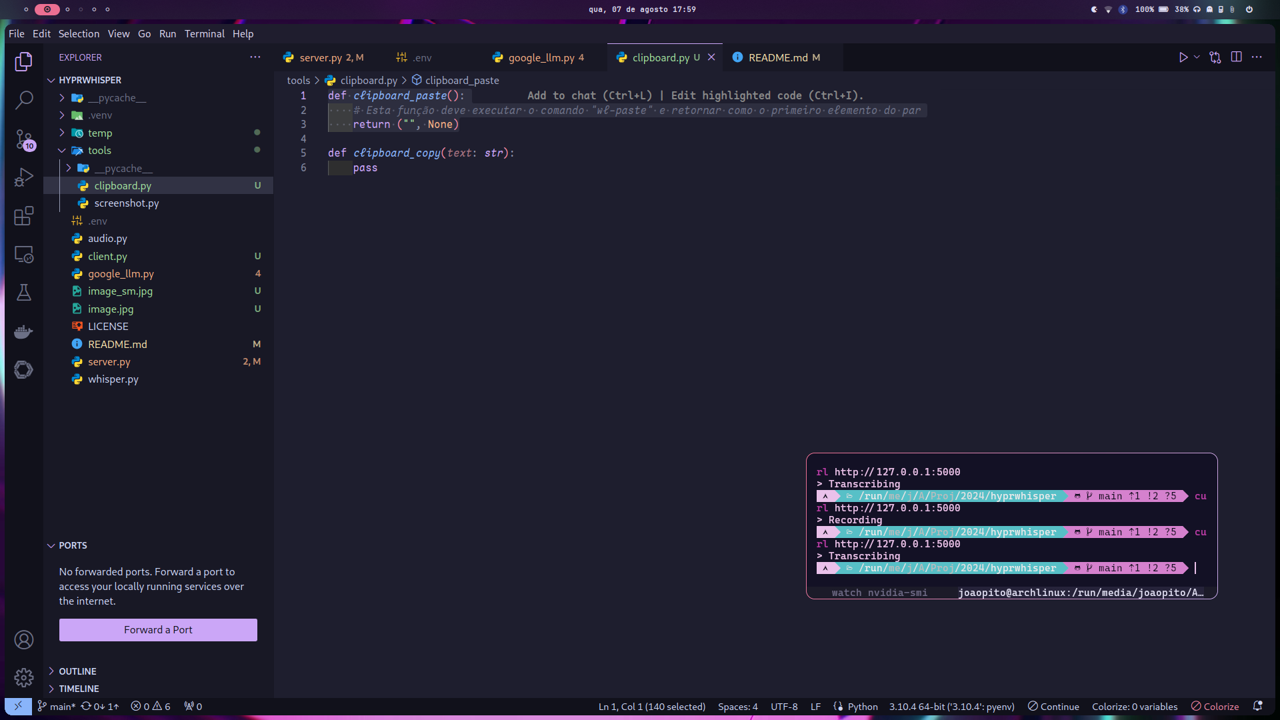 qua, 07 de agosto 17:59
100% 38%
File Edit Selection View Go Run Terminal Help
EXPLORER
HYPRWHISPER
__pycache__
.venv
temp
tools
__pycache__
clipboard.py U
screenshot.py
.env
audio.py
client.py U
google_llm.py 4
image_sm.jpg U
image.jpg U
LICENSE
README.md M
server.py 2, M
whisper.py
PORTS
No forwarded ports. Forward a port to
access your locally running services over
the internet.
Forward a Port
OUTLINE
TIMELINE
server.py 2, M .env google_llm.py 4 clipboard.py U README.md M
tools > clipboard.py > clipboard_paste
1 def clipboard_paste(): Add to chat (Ctrl+L) | Edit highlighted code (Ctrl+I).
2 # Esta função deve executar o comando "wl-paste" e retornar como o primeiro elemento do par
3 return ("", None)
4
5 def clipboard_copy(text: str):
6 pass
rl http://127.0.0.1:5000
> Transcribing
/run/me/j/A/Proj/2024/hyprwhisper main ⇡1 !2 ?5 cu
rl http://127.0.0.1:5000
> Recording
/run/me/j/A/Proj/2024/hyprwhisper main ⇡1 !2 ?5 cu
rl http://127.0.0.1:5000
> Transcribing
/run/me/j/A/Proj/2024/hyprwhisper main ⇡1 !2 ?5
watch nvidia-smi joaopito@archlinux:/run/media/joaopito/A…
10
main* 0↓ 1↑ 0 6 0 Ln 1, Col 1 (140 selected) Spaces: 4 UTF-8 LF Python 3.10.4 64-bit ('3.10.4': pyenv) Continue Colorize: 0 variables Colorize